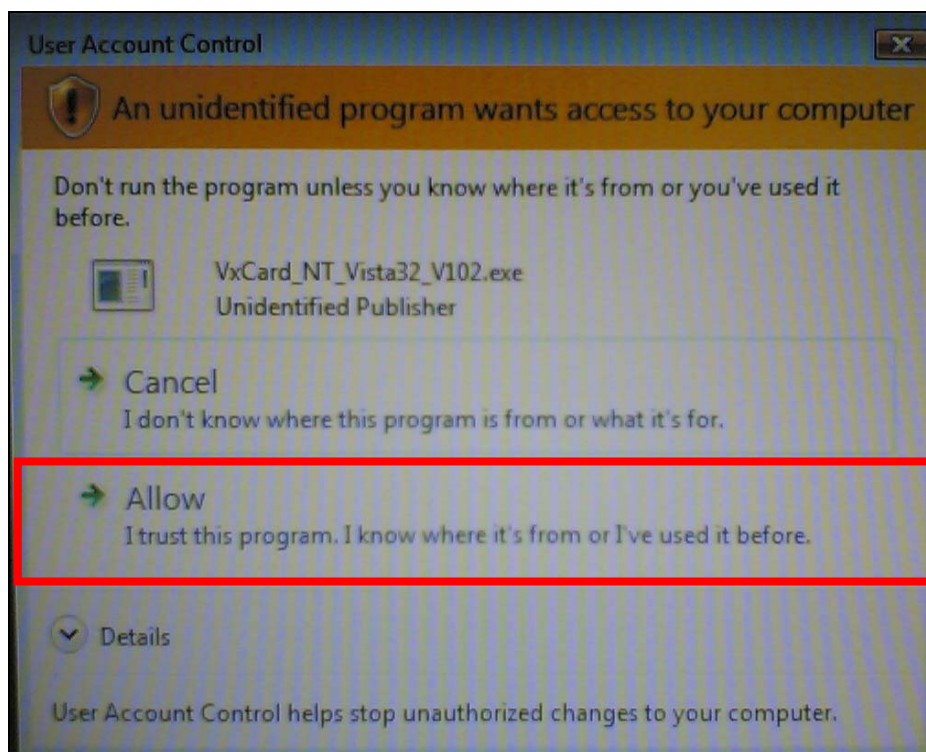 User Account Control
An unidentified program wants access to your computer
Don't run the program unless you know where it's from or you've used it
before.
VxCard_NT_Vista32_V102.exe
Unidentified Publisher
Cancel
I don't know where this program is from or what it's for.
Allow
I trust this program. I know where it's from or I've used it before.
Details
User Account Control helps stop unauthorized changes to your computer.